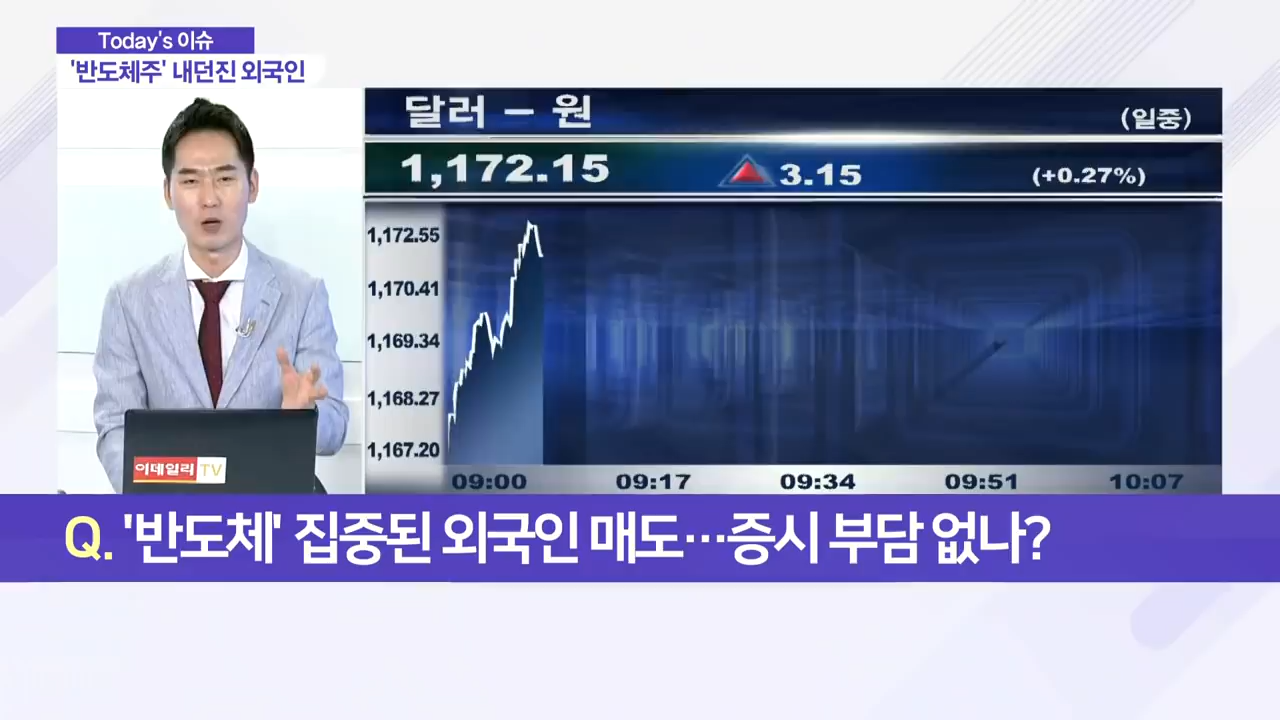 Today's 이슈
'반도체주' 내던진 외국인
달러 – 원
(일중)
1,172.15 ▲ 3.15 (+0.27%)
1,172.55
1,170.41
1,169.34
1,168.27
1,167.20
09:00 09:17 09:34 09:51 10:07
이데일리 TV
Q. '반도체' 집중된 외국인 매도…증시 부담 없나?